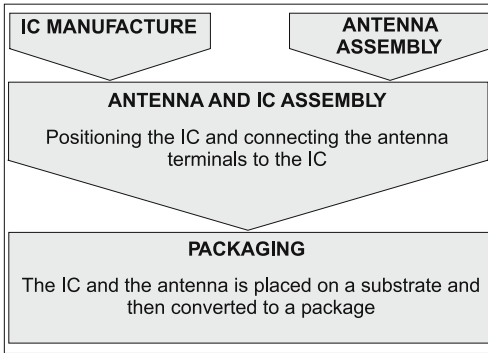 IC MANUFACTURE
ANTENNA
ASSEMBLY
ANTENNA AND IC ASSEMBLY
Positioning the IC and connecting the antenna
terminals to the IC
PACKAGING
The IC and the antenna is placed on a substrate and
then converted to a package